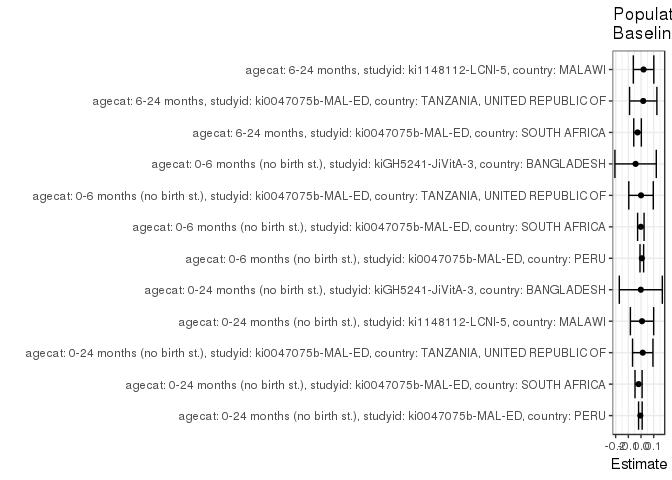 Populat
Baselin
agecat: 6-24 months, studyid: ki1148112-LCNI-5, country: MALAWI
agecat: 6-24 months, studyid: ki0047075b-MAL-ED, country: TANZANIA, UNITED REPUBLIC OF
agecat: 6-24 months, studyid: ki0047075b-MAL-ED, country: SOUTH AFRICA
agecat: 0-6 months (no birth st.), studyid: kiGH5241-JiVitA-3, country: BANGLADESH
agecat: 0-6 months (no birth st.), studyid: ki0047075b-MAL-ED, country: TANZANIA, UNITED REPUBLIC OF
agecat: 0-6 months (no birth st.), studyid: ki0047075b-MAL-ED, country: SOUTH AFRICA
agecat: 0-6 months (no birth st.), studyid: ki0047075b-MAL-ED, country: PERU
agecat: 0-24 months (no birth st.), studyid: kiGH5241-JiVitA-3, country: BANGLADESH
agecat: 0-24 months (no birth st.), studyid: ki1148112-LCNI-5, country: MALAWI
agecat: 0-24 months (no birth st.), studyid: ki0047075b-MAL-ED, country: TANZANIA, UNITED REPUBLIC OF
agecat: 0-24 months (no birth st.), studyid: ki0047075b-MAL-ED, country: SOUTH AFRICA
agecat: 0-24 months (no birth st.), studyid: ki0047075b-MAL-ED, country: PERU
-0.2 -0.1 0.0 0.1
Estimate